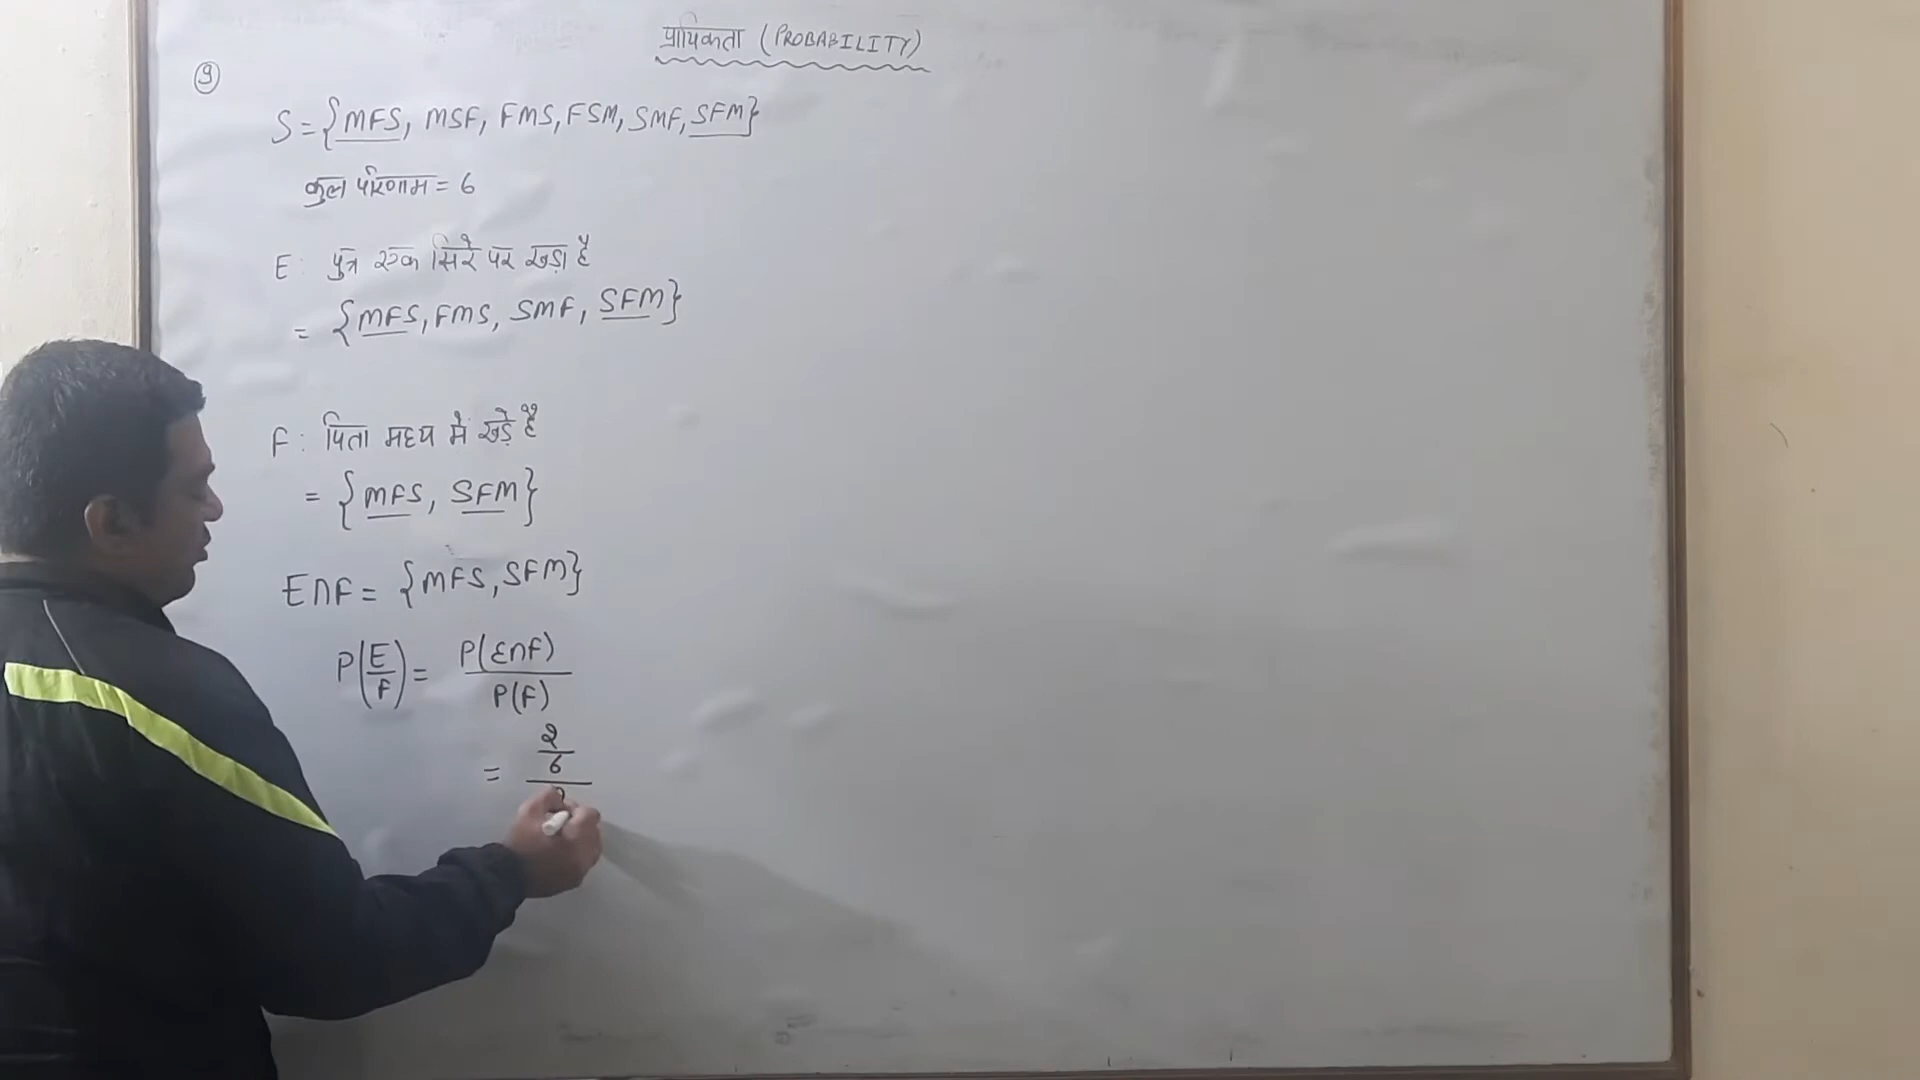 प्रायिकता (PROBABILITY)
9
S = {MFS, MSF, FMS, FSM, SMF, SFM}
कुल परिणाम = 6
E : पुत्र एक सिरे पर खड़ा है
= {MFS, FMS, SMF, SFM}
F : पिता मध्य में खड़े हैं
= {MFS, SFM}
E∩F = {MFS, SFM}
P(E/F) = P(E∩F)/P(F)
= 2/6 / 2